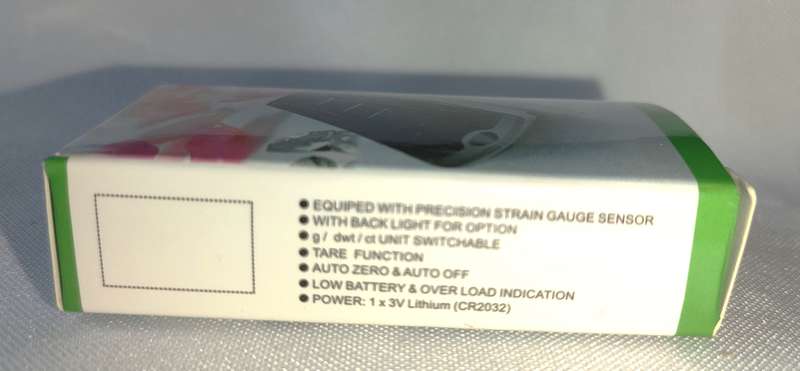 ● EQUIPED WITH PRECISION STRAIN GAUGE SENSOR
● WITH BACK LIGHT FOR OPTION
● g / dwt / ct UNIT SWITCHABLE
● TARE FUNCTION
● AUTO ZERO & AUTO OFF
● LOW BATTERY & OVER LOAD INDICATION
● POWER: 1 x 3V Lithium (CR2032)